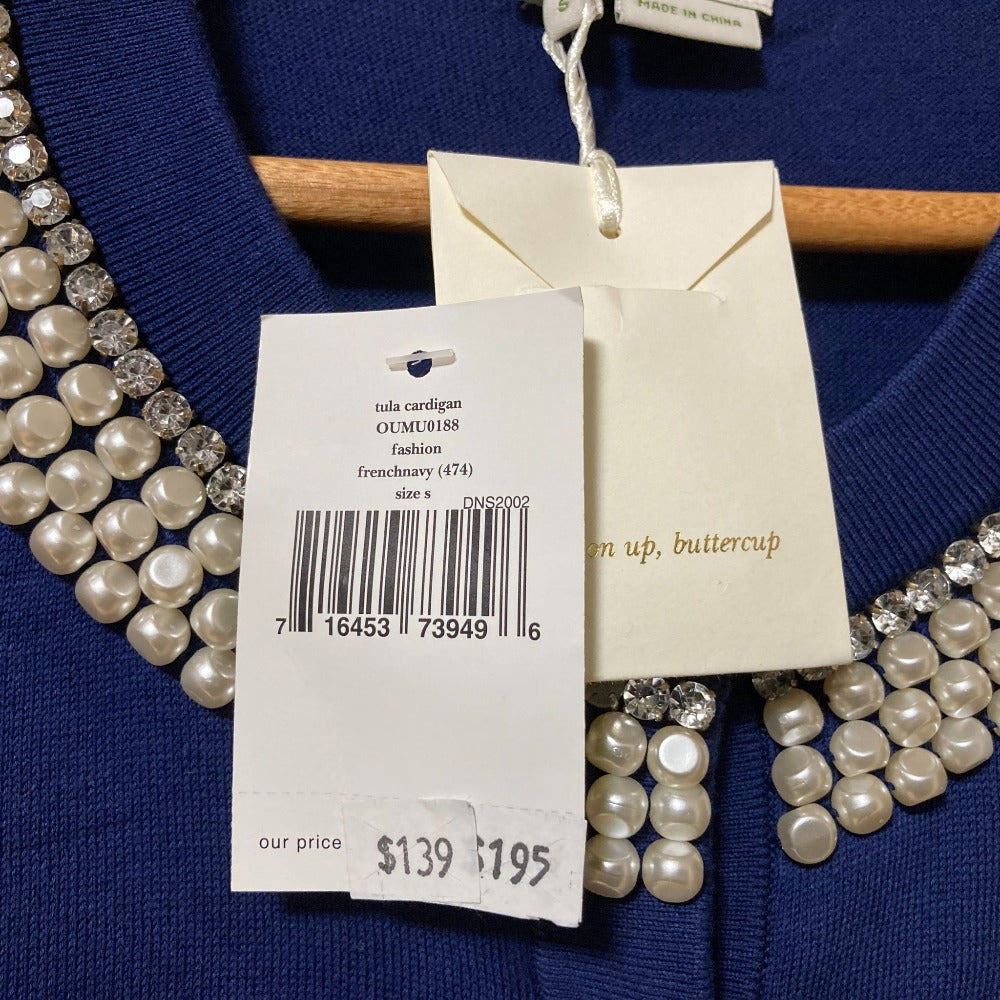 S
MADE IN CHINA
tula cardigan
OUMU0188
fashion
frenchnavy (474)
size s
DNS2002
7 16453 73949 6
on up, buttercup
our price $139 $195